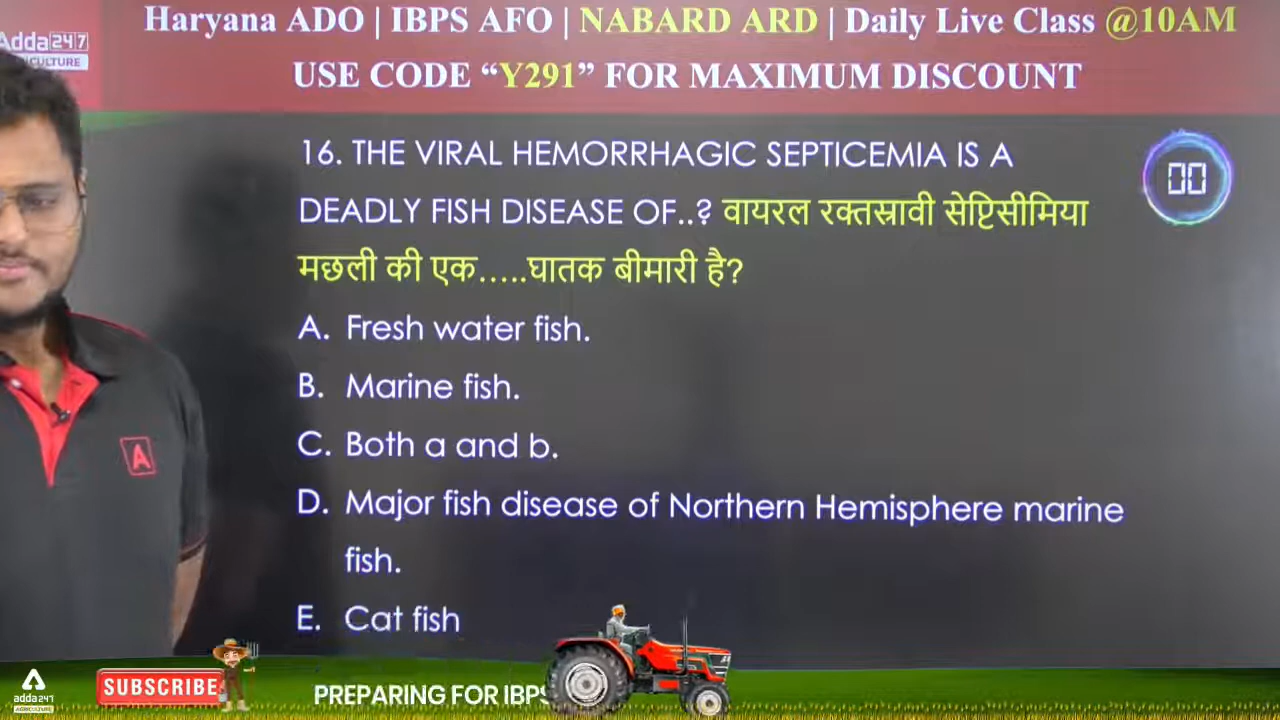 Haryana ADO | IBPS AFO | NABARD ARD | Daily Live Class @10AM
Adda247
USE CODE “Y291” FOR MAXIMUM DISCOUNT
16. THE VIRAL HEMORRHAGIC SEPTICEMIA IS A
DEADLY FISH DISEASE OF..? वायरल रक्तस्रावी सेप्टिसीमिया
मछली की एक.....घातक बीमारी है?
00
A. Fresh water fish.
B. Marine fish.
C. Both a and b.
A
D. Major fish disease of Northern Hemisphere marine
fish.
E. Cat fish
adda247
AGRICULTURE
SUBSCRIBE
PREPARING FOR IBPS